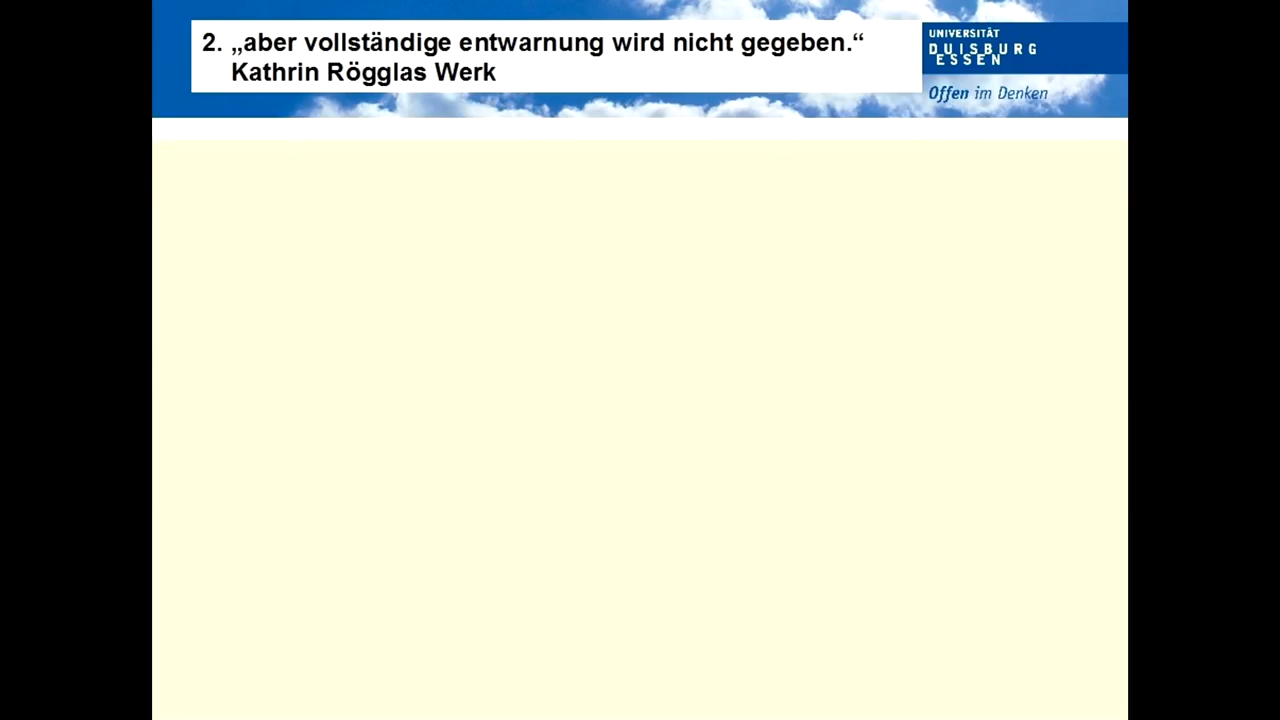 2. „aber vollständige entwarnung wird nicht gegeben.“
Kathrin Rögglas Werk
UNIVERSITÄT
DUISBURG
ESSEN
Offen im Denken